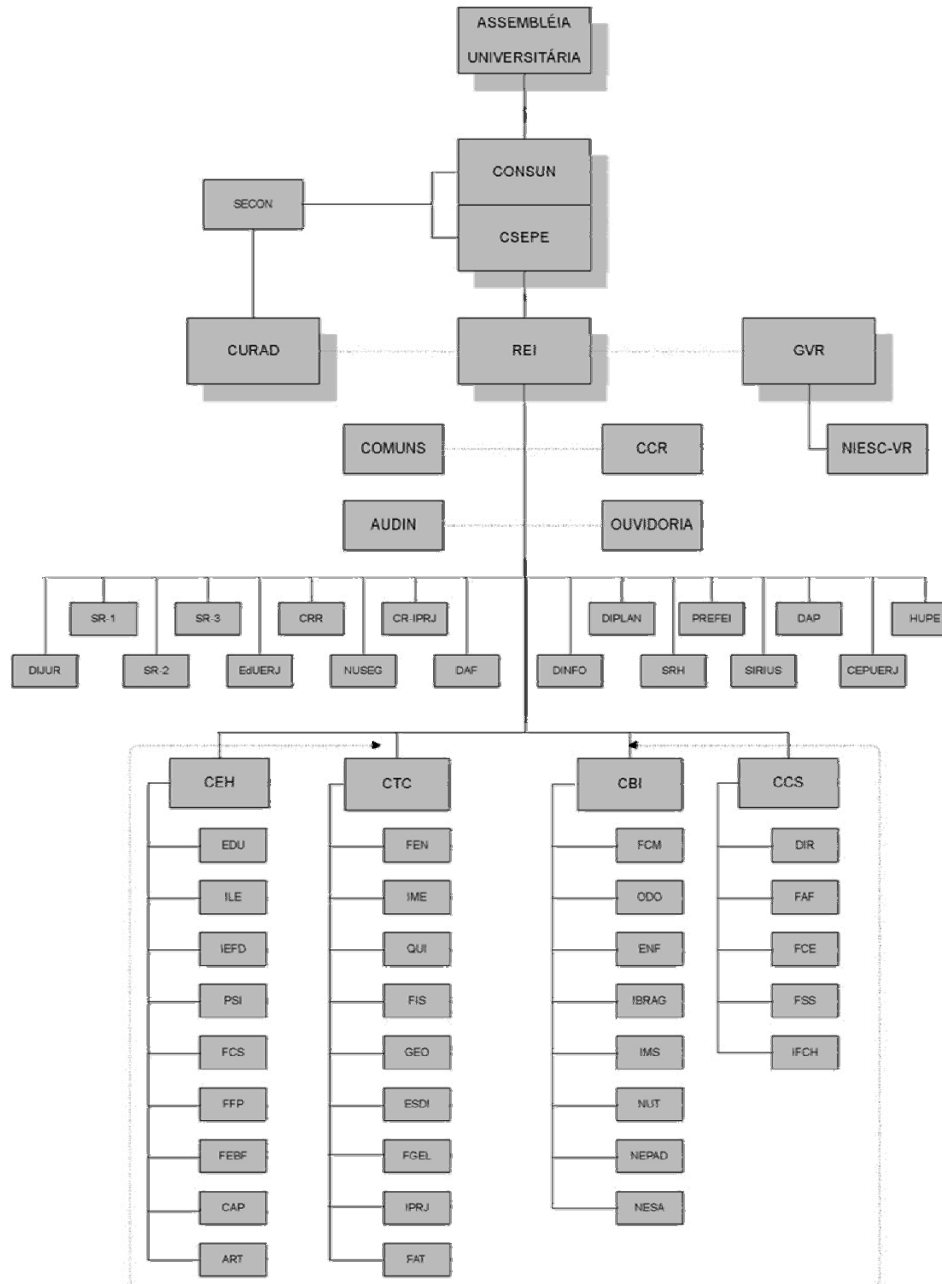 ASSEMBLÉIA
UNIVERSITÁRIA
CONSUN
SECON
CSEPE
CURAD
REI
GVR
COMUNS
CCR
NIESC-VR
AUDIN
OUVIDORIA
SR-1
SR-3
CRR
CR-IPRJ
DIPLAN
PREFEI
DAP
HUPE
DIJUR
SR-2
EdUERJ
NUSEG
DAF
DINFO
SRH
SIRIUS
CEPUERJ
CEH
CTC
CBI
CCS
EDU
FEN
FCM
DIR
ILE
IME
ODO
FAF
IEFD
QUI
ENF
FCE
PSI
FIS
IBRAG
FSS
FCS
GEO
IMS
IFCH
FFP
ESDI
NUT
FEBF
FGEL
NEPAD
CAP
IPRJ
NESA
ART
FAT